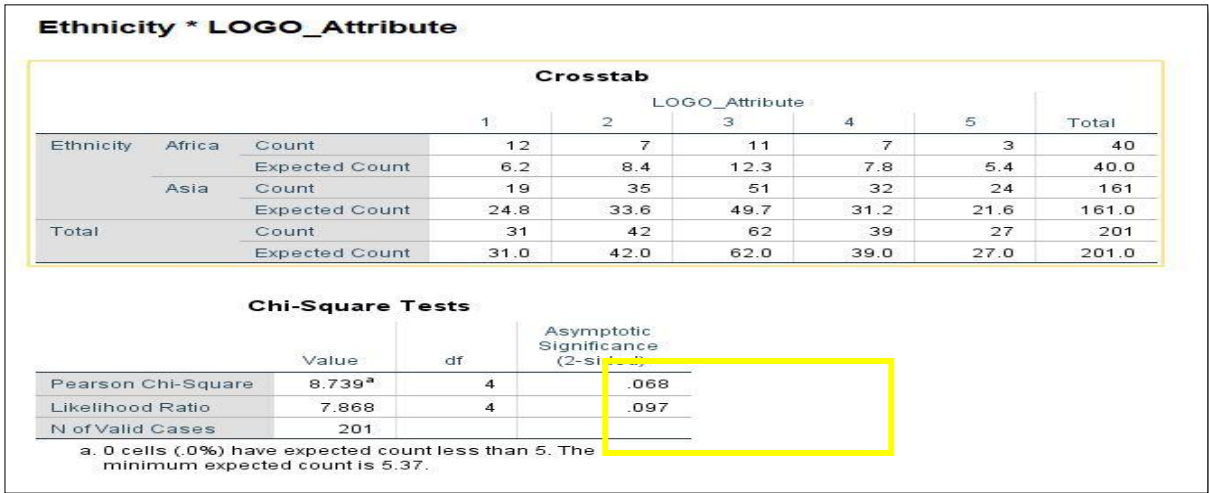 Ethnicity * LOGO_Attribute
Crosstab
LOGO_Attribute
1 2 3 4 5 Total
Ethnicity Africa Count 12 7 11 7 3 40
Expected Count 6.2 8.4 12.3 7.8 5.4 40.0
Asia Count 19 35 51 32 24 161
Expected Count 24.8 33.6 49.7 31.2 21.6 161.0
Total Count 31 42 62 39 27 201
Expected Count 31.0 42.0 62.0 39.0 27.0 201.0
Chi-Square Tests
Value df Asymptotic Significance (2-sided)
Pearson Chi-Square 8.739ᵃ 4 .068
Likelihood Ratio 7.868 4 .097
N of Valid Cases 201
a. 0 cells (.0%) have expected count less than 5. The
minimum expected count is 5.37.